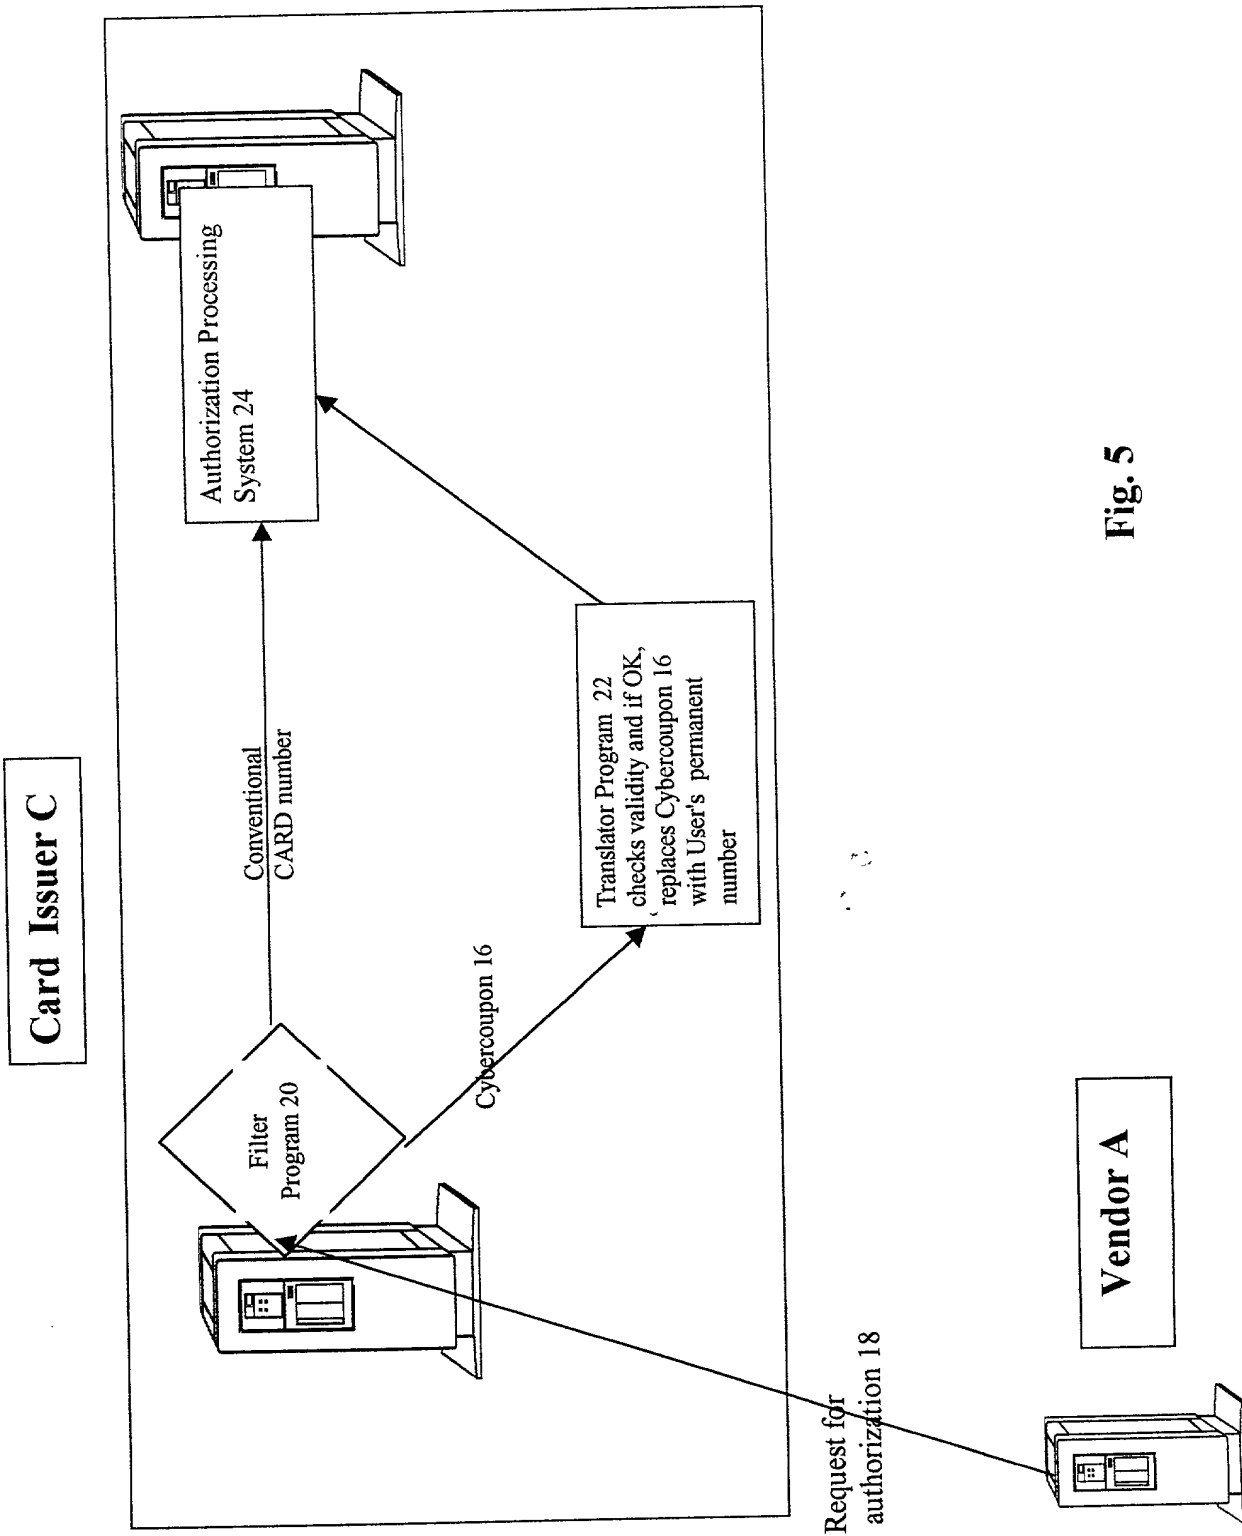 Card Issuer C
Authorization Processing
System 24
Conventional
CARD number
Filter
Program 20
Cybercoupon 16
Translator Program 22
checks validity and if OK,
replaces Cybercoupon 16
with User's permanent
number
Request for
authorization 18
Vendor A
Fig. 5